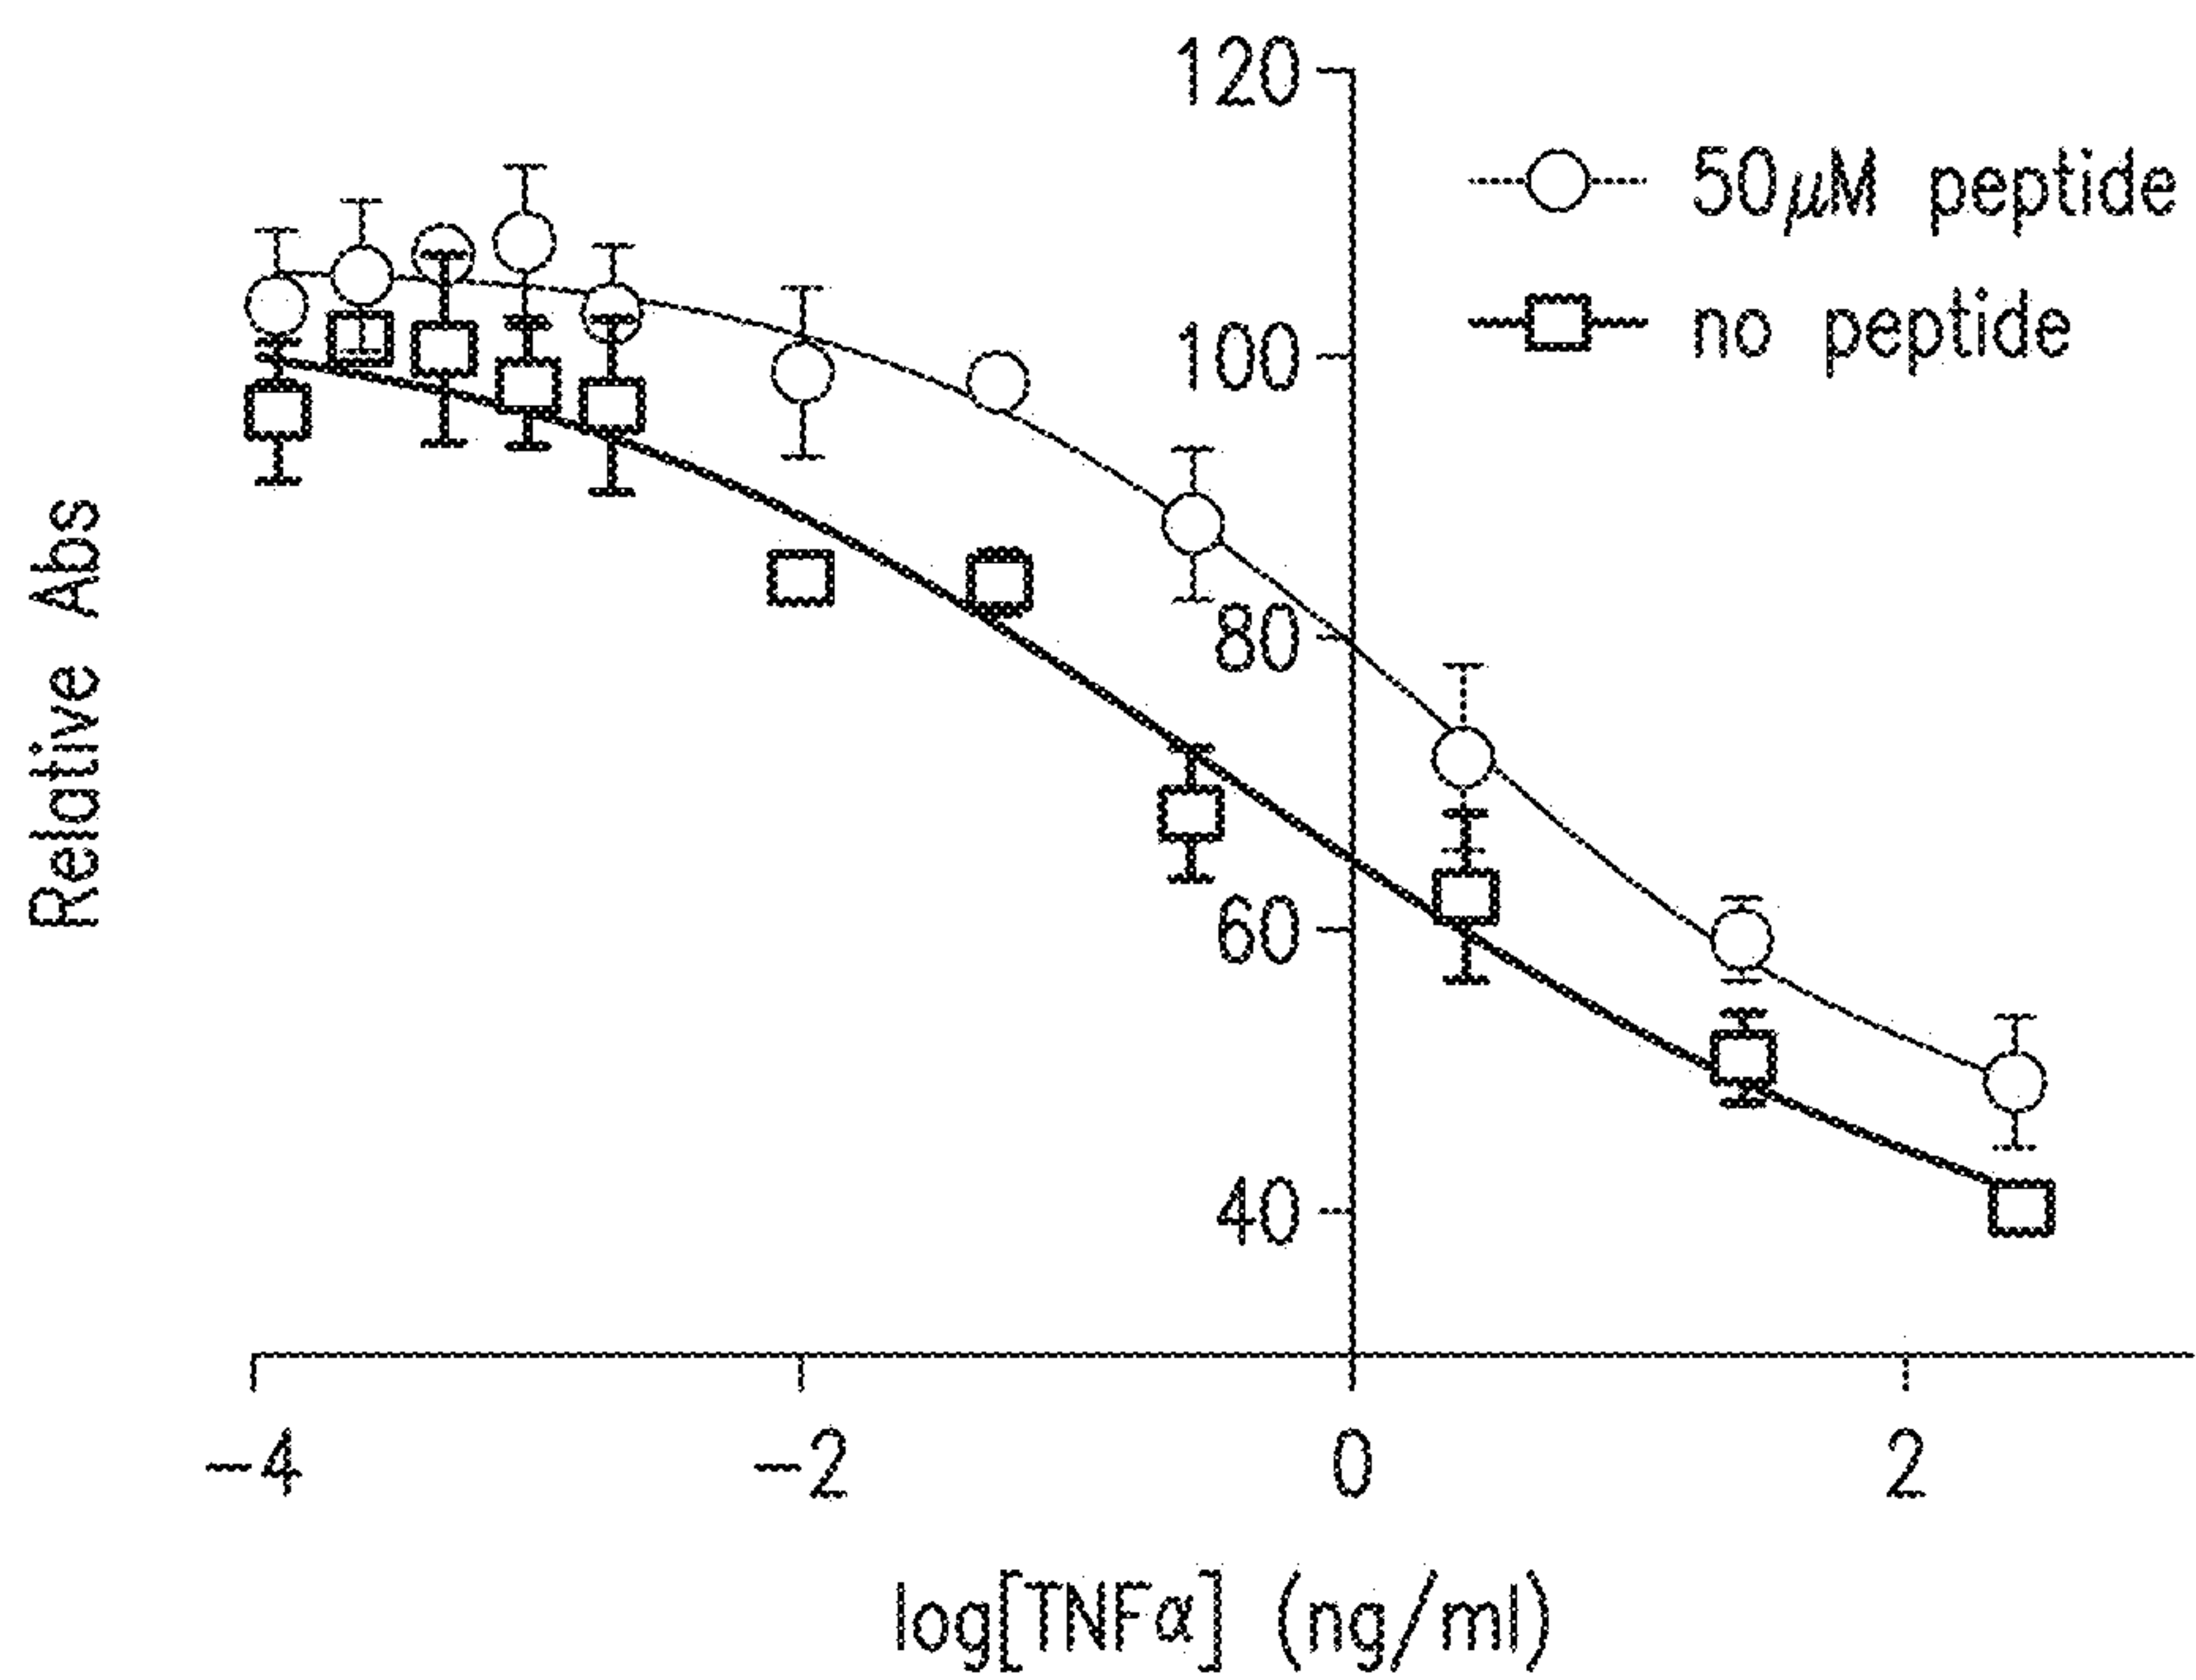 120
50μM peptide
no peptide
100
80
60
40
Relative Abs
-4 -2 0 2
log[TNFα] (ng/ml)